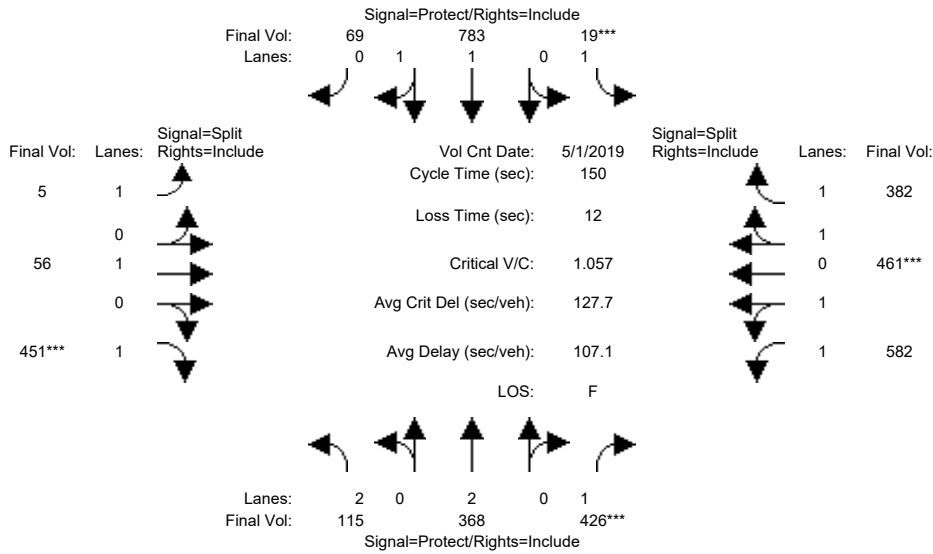 Signal=Protect/Rights=Include
Final Vol: 69 783 19***
Lanes: 0 1 1 0 1
Signal=Split
Final Vol: Lanes: Rights=Include
Vol Cnt Date: 5/1/2019
Signal=Split
Rights=Include Lanes: Final Vol:
Cycle Time (sec): 150
5 1
1 382
Loss Time (sec): 12
0
1
56 1
Critical V/C: 1.057
0 461***
0
Avg Crit Del (sec/veh): 127.7
1
451*** 1
Avg Delay (sec/veh): 107.1
1 582
LOS: F
Lanes: 2 0 2 0 1
Final Vol: 115 368 426***
Signal=Protect/Rights=Include